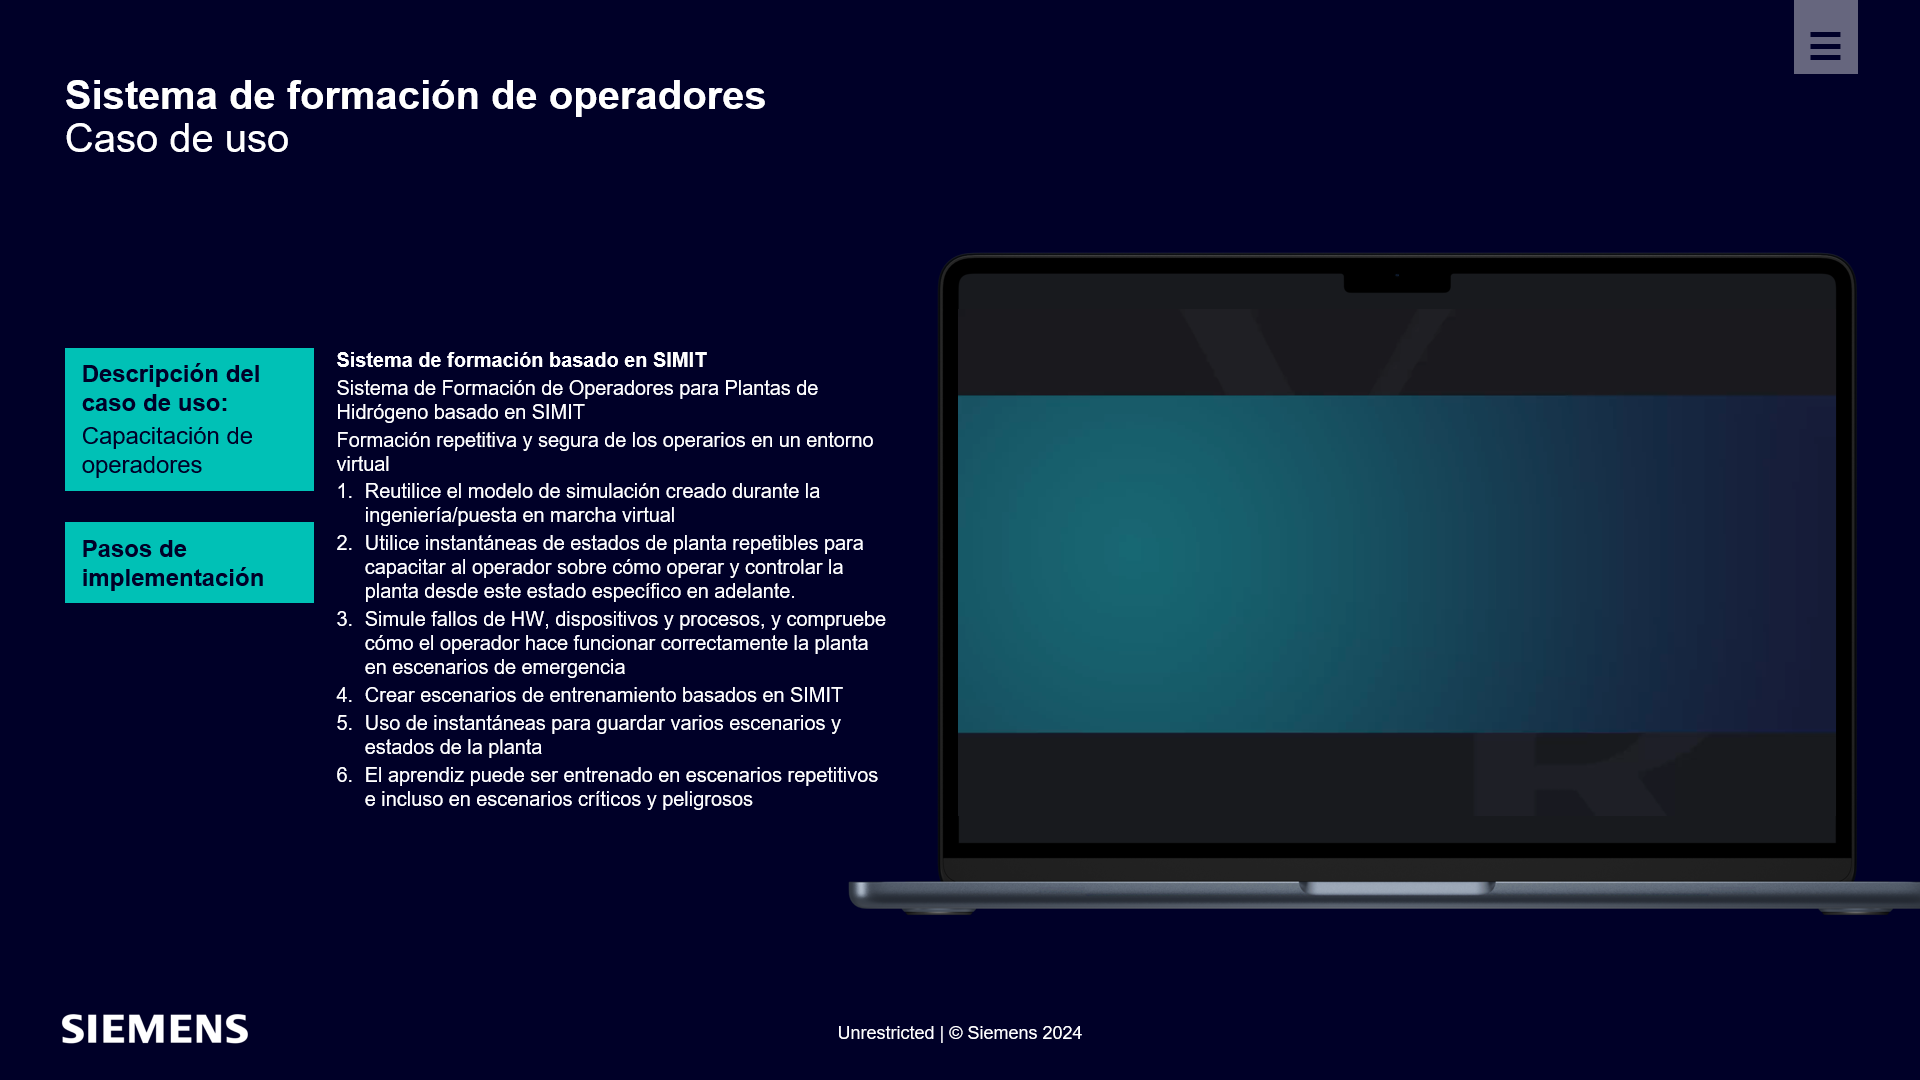 Sistema de formación de operadores
Caso de uso
Descripción del
caso de uso:
Capacitación de
operadores
Pasos de
implementación
Sistema de formación basado en SIMIT
Sistema de Formación de Operadores para Plantas de
Hidrógeno basado en SIMIT
Formación repetitiva y segura de los operarios en un entorno
virtual
1. Reutilice el modelo de simulación creado durante la
ingeniería/puesta en marcha virtual
2. Utilice instantáneas de estados de planta repetibles para
capacitar al operador sobre cómo operar y controlar la
planta desde este estado específico en adelante.
3. Simule fallos de HW, dispositivos y procesos, y compruebe
cómo el operador hace funcionar correctamente la planta
en escenarios de emergencia
4. Crear escenarios de entrenamiento basados en SIMIT
5. Uso de instantáneas para guardar varios escenarios y
estados de la planta
6. El aprendiz puede ser entrenado en escenarios repetitivos
e incluso en escenarios críticos y peligrosos
SIEMENS
Unrestricted | © Siemens 2024